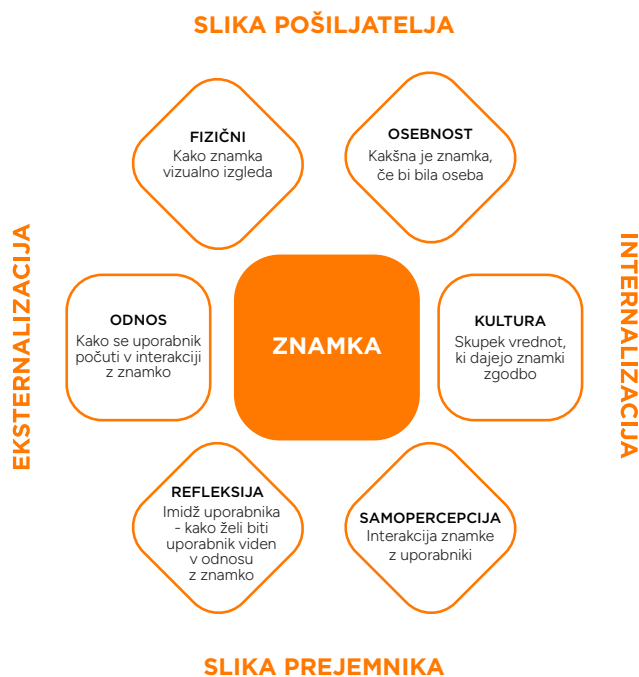 SLIKA POŠILJATELJA
FIZIČNI
Kako znamka
vizualno izgleda
OSEBNOST
Kakšna je znamka,
če bi bila oseba
EKSTERNALIZACIJA
INTERNALIZACIJA
ODNOS
Kako se uporabnik
počuti v interakciji
z znamko
ZNAMKA
KULTURA
Skupek vrednot,
ki dajejo znamki
zgodbo
REFLEKSIJA
Imidž uporabnika
- kako želi biti
uporabnik viden
v odnosu
z znamko
SAMOPERCEPCIJA
Interakcija znamke
z uporabniki
SLIKA PREJEMNIKA